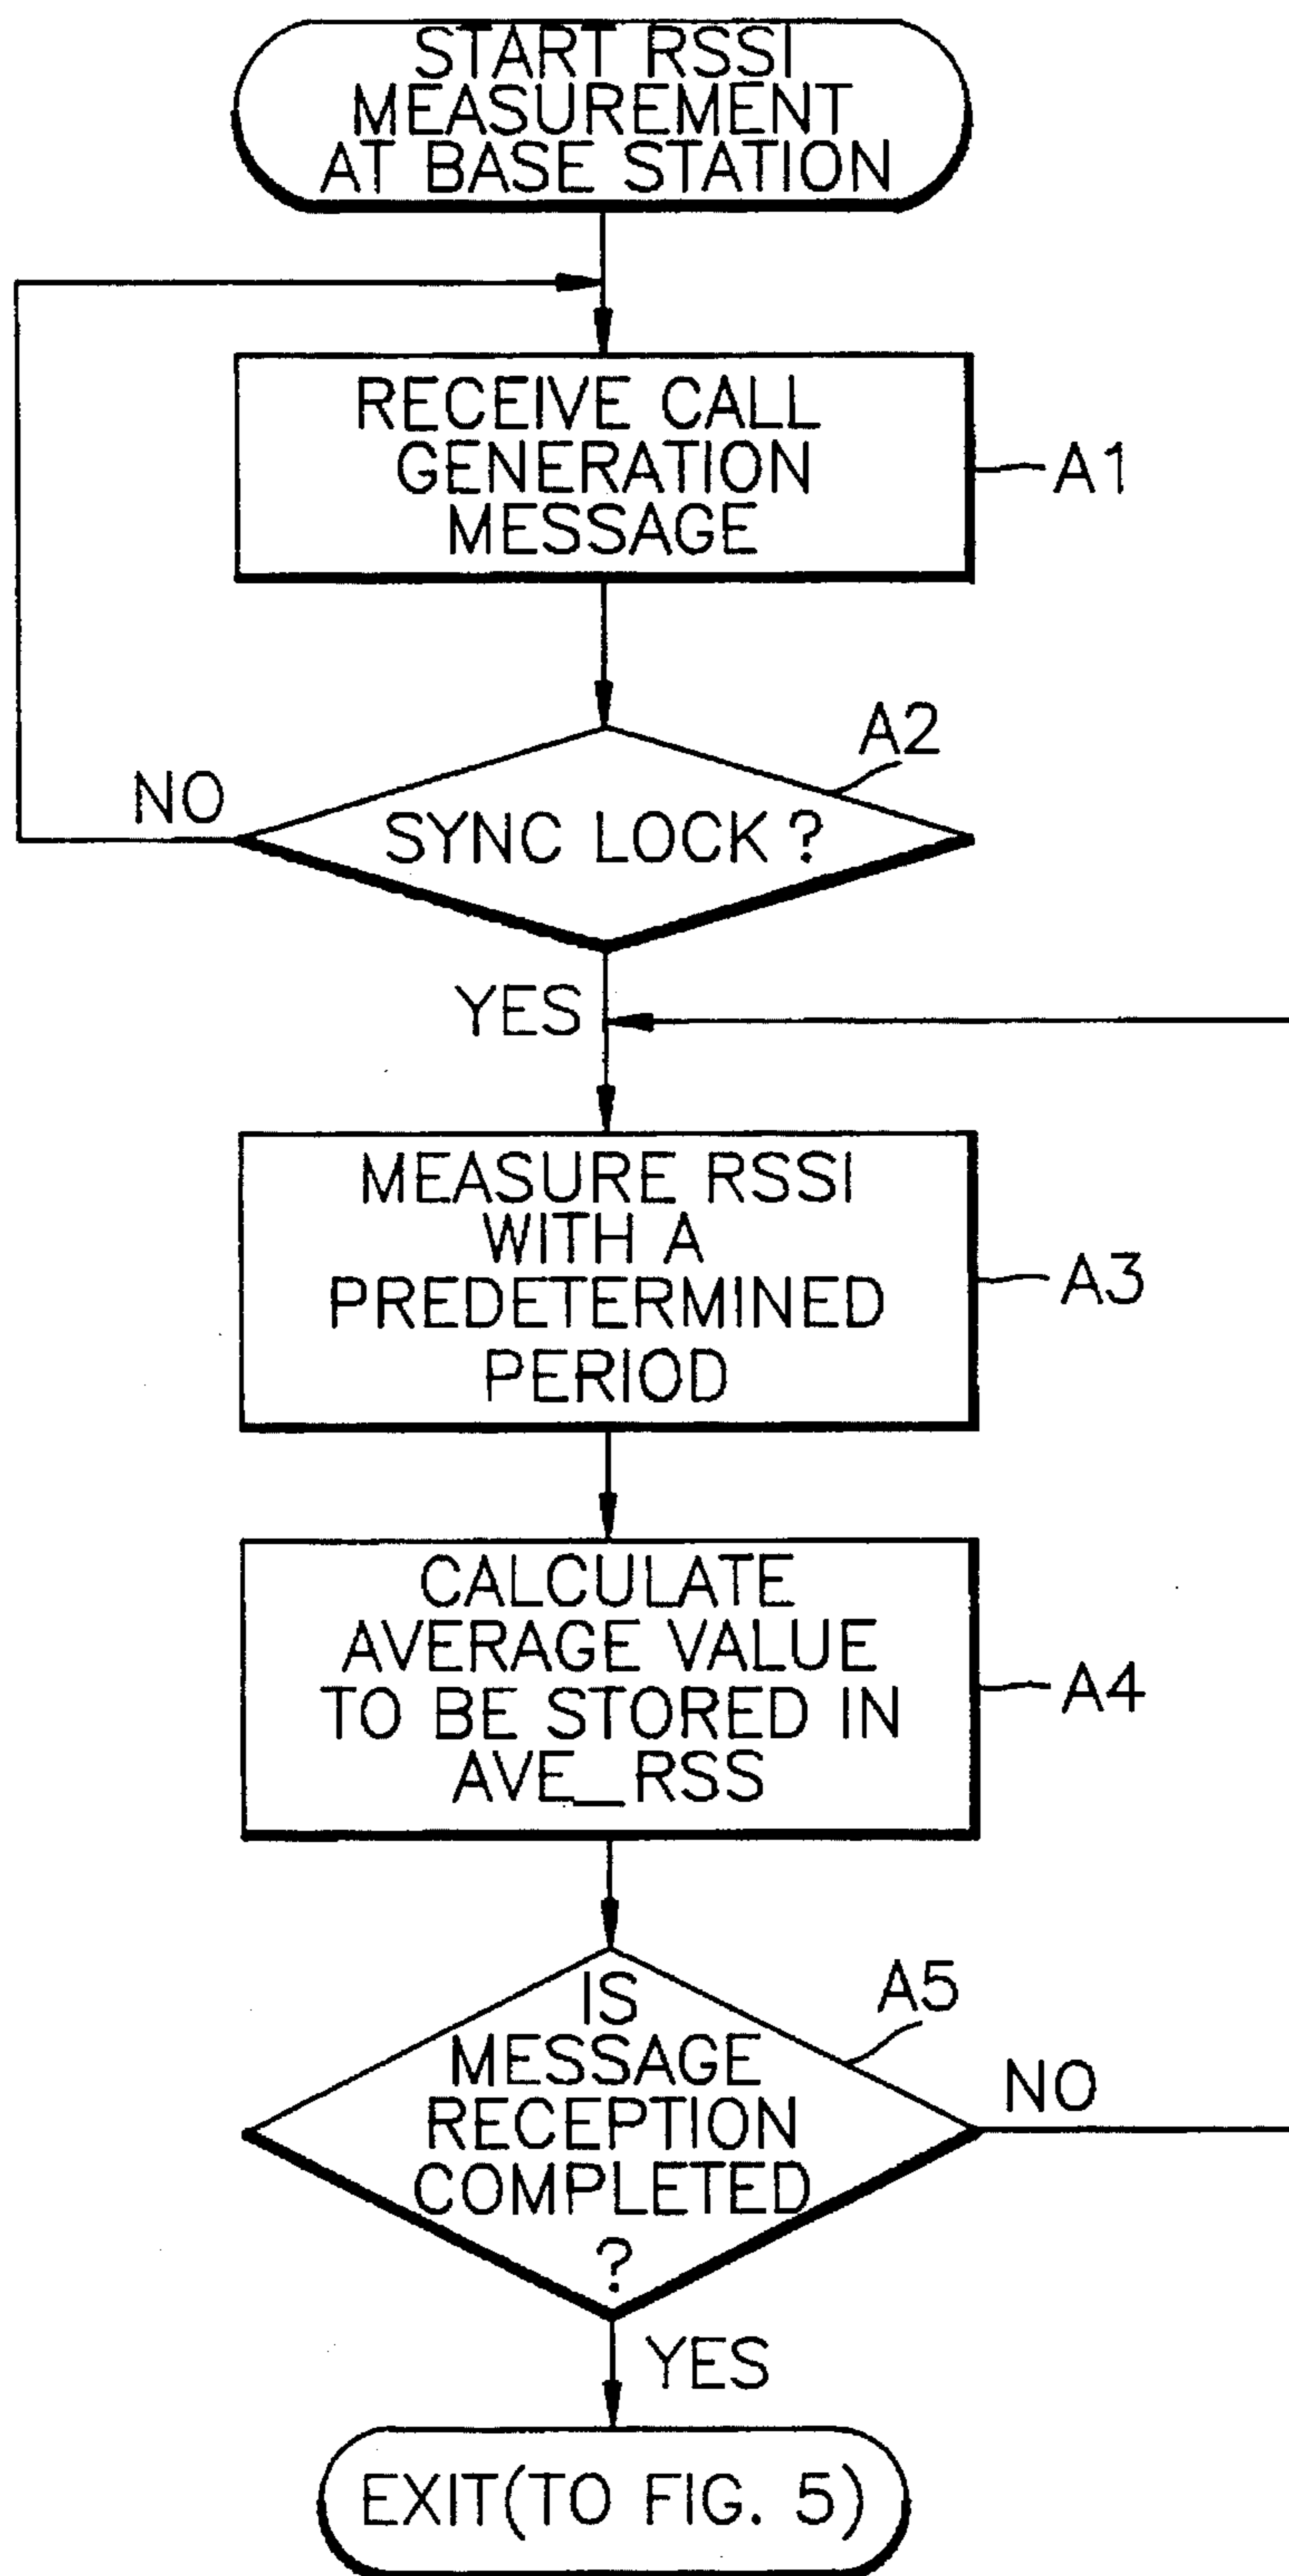 START RSSI
MEASUREMENT
AT BASE STATION
RECEIVE CALL
GENERATION
MESSAGE
A1
A2
NO
SYNC LOCK ?
YES
MEASURE RSSI
WITH A
PREDETERMINED
PERIOD
A3
CALCULATE
AVERAGE VALUE
TO BE STORED IN
AVE_RSS
A4
IS
MESSAGE
RECEPTION
COMPLETED
?
A5
NO
YES
EXIT(TO FIG. 5)